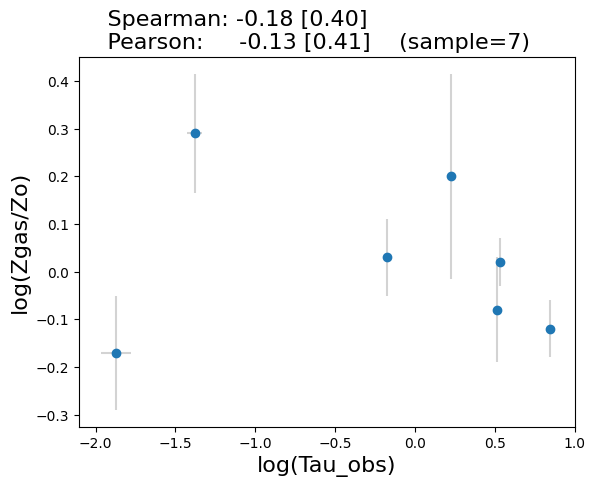 Spearman: -0.18 [0.40]
Pearson: -0.13 [0.41] (sample=7)
0.4
0.3
0.2
0.1
0.0
−0.1
−0.2
−0.3
log(Zgas/Zo)
−2.0 −1.5 −1.0 −0.5 0.0 0.5 1.0
log(Tau_obs)